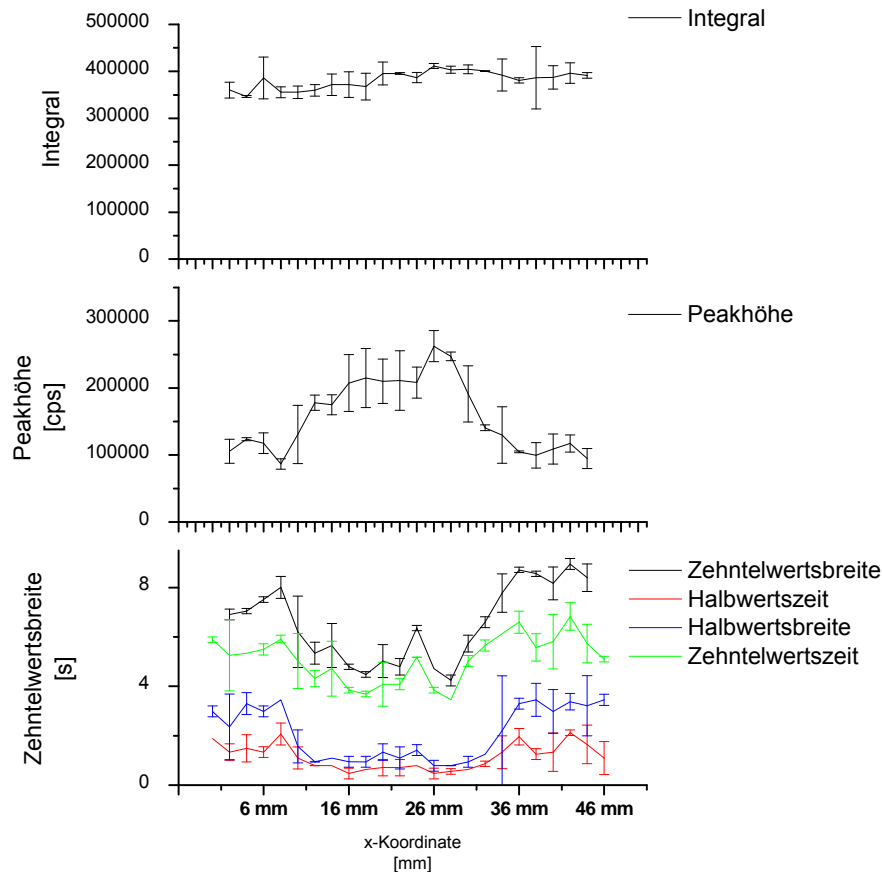 500000
400000
300000
200000
100000
0
Integral
Integral
300000
200000
100000
0
Peakhöhe
[cps]
Peakhöhe
8
4
0
Zehntelwertsbreite
[s]
Zehntelwertsbreite
Halbwertszeit
Halbwertsbreite
Zehntelwertszeit
6 mm 16 mm 26 mm 36 mm 46 mm
x-Koordinate
[mm]